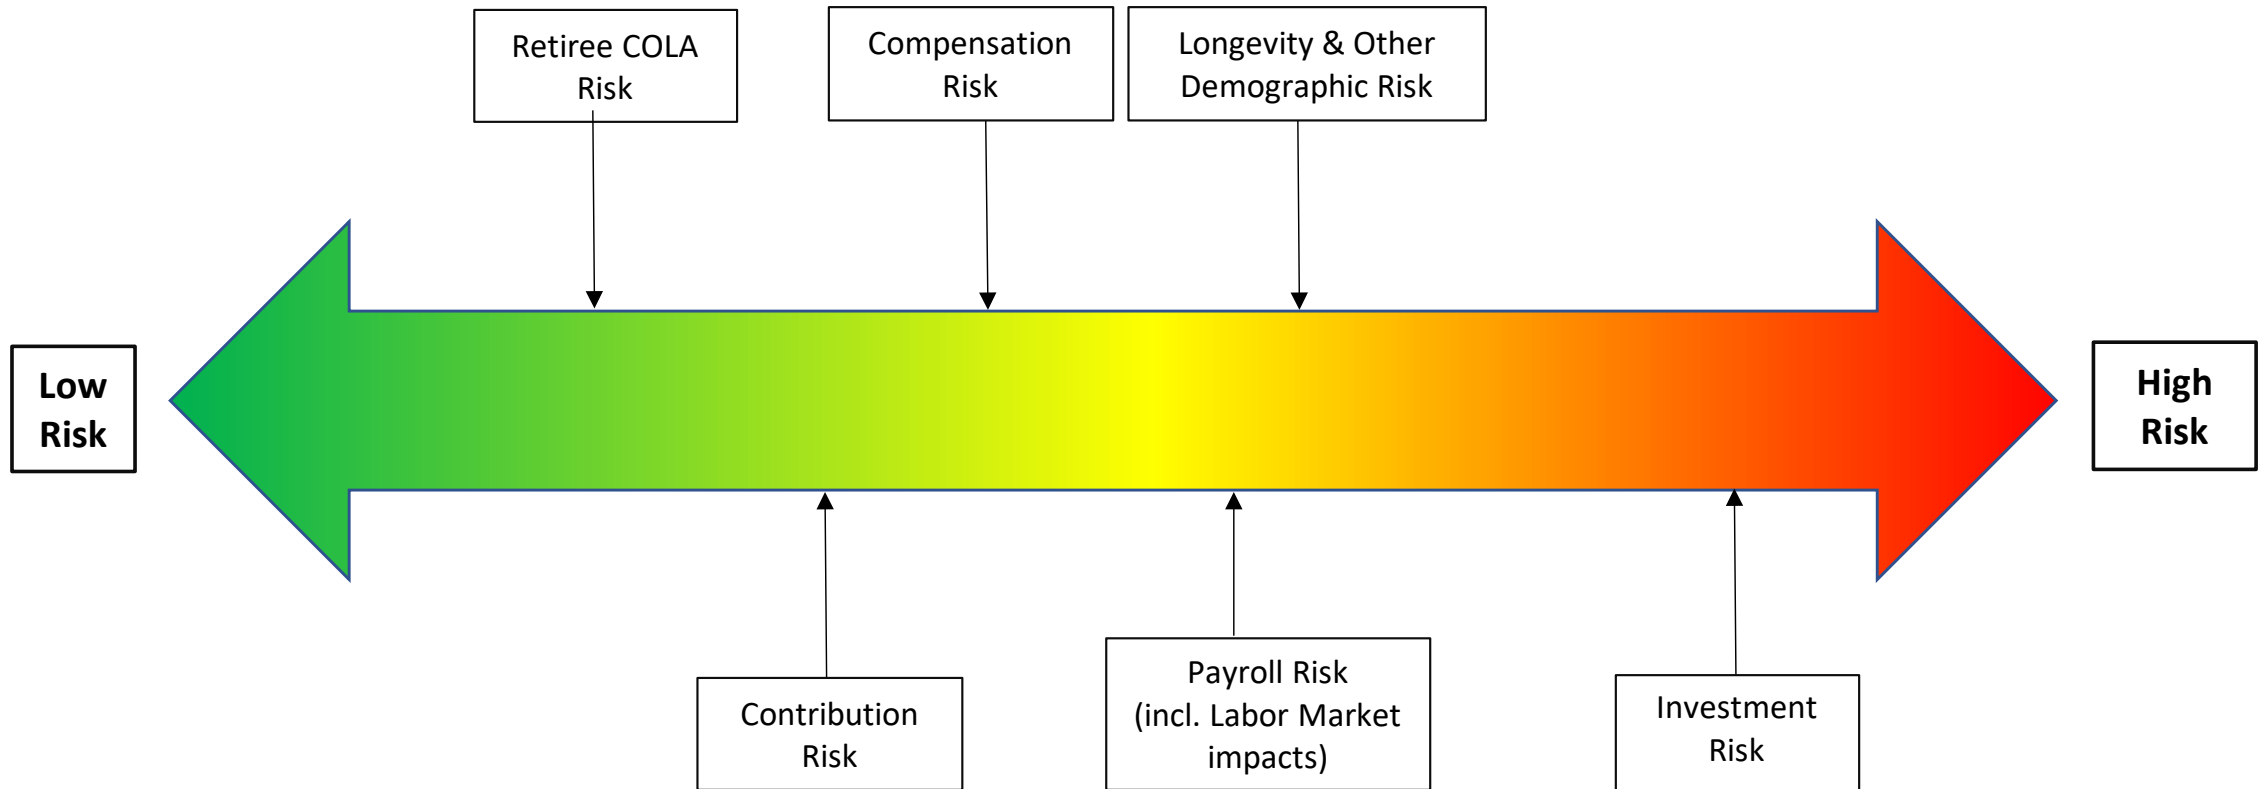 Retiree COLA
Risk
Compensation
Risk
Longevity & Other
Demographic Risk
Low
Risk
High
Risk
Contribution
Risk
Payroll Risk
(incl. Labor Market
impacts)
Investment
Risk